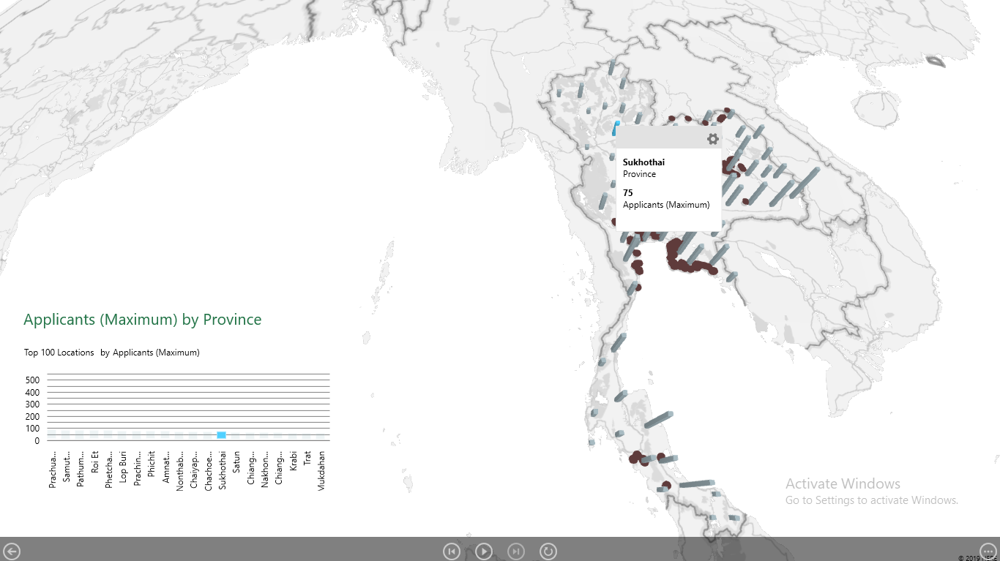 Sukhothai
Province
75
Applicants (Maximum)
Applicants (Maximum) by Province
Top 100 Locations by Applicants (Maximum)
500
400
300
200
100
0
Prachua...
Samut...
Pathum...
Roi Et
Phetcha...
Lop Buri
Prachin...
Phichit
Amnat...
Nonthab...
Chaiyap...
Chachoe...
Sukhothai
Satun
Chiang...
Nakhon...
Chiang...
Krabi
Trat
Mukdahan
Activate Windows
Go to Settings to activate Windows.
© 2019 HERE